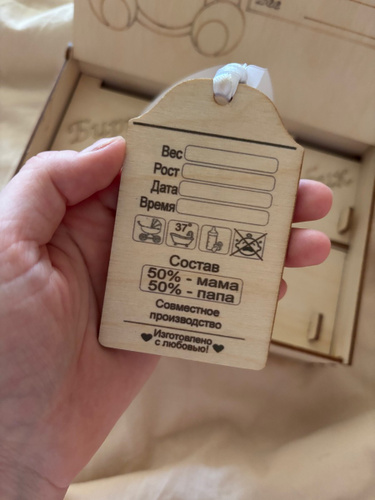 Вес
Рост
Дата
Время
37°
Состав
50% - мама
50% - папа
Совместное
производство
Изготовлено
с любовью!